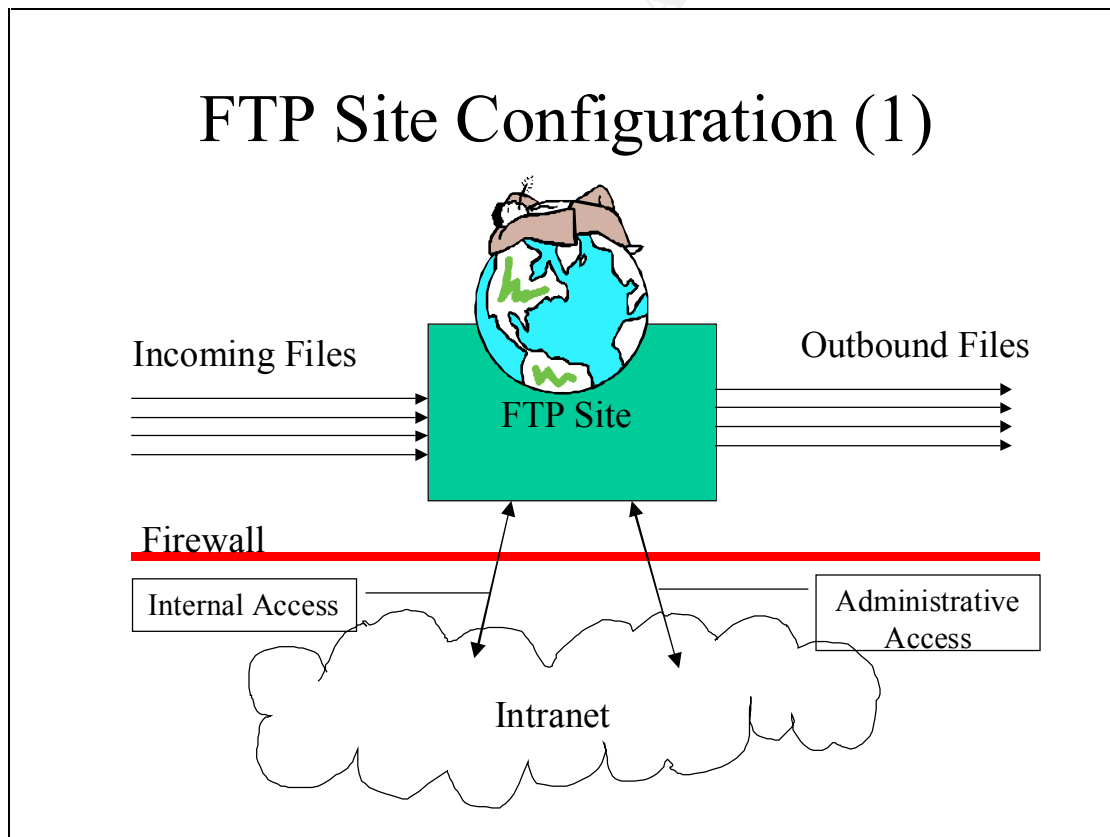 FTP Site Configuration (1)
Incoming Files
Outbound Files
FTP Site
Firewall
Internal Access
Administrative
Access
Intranet